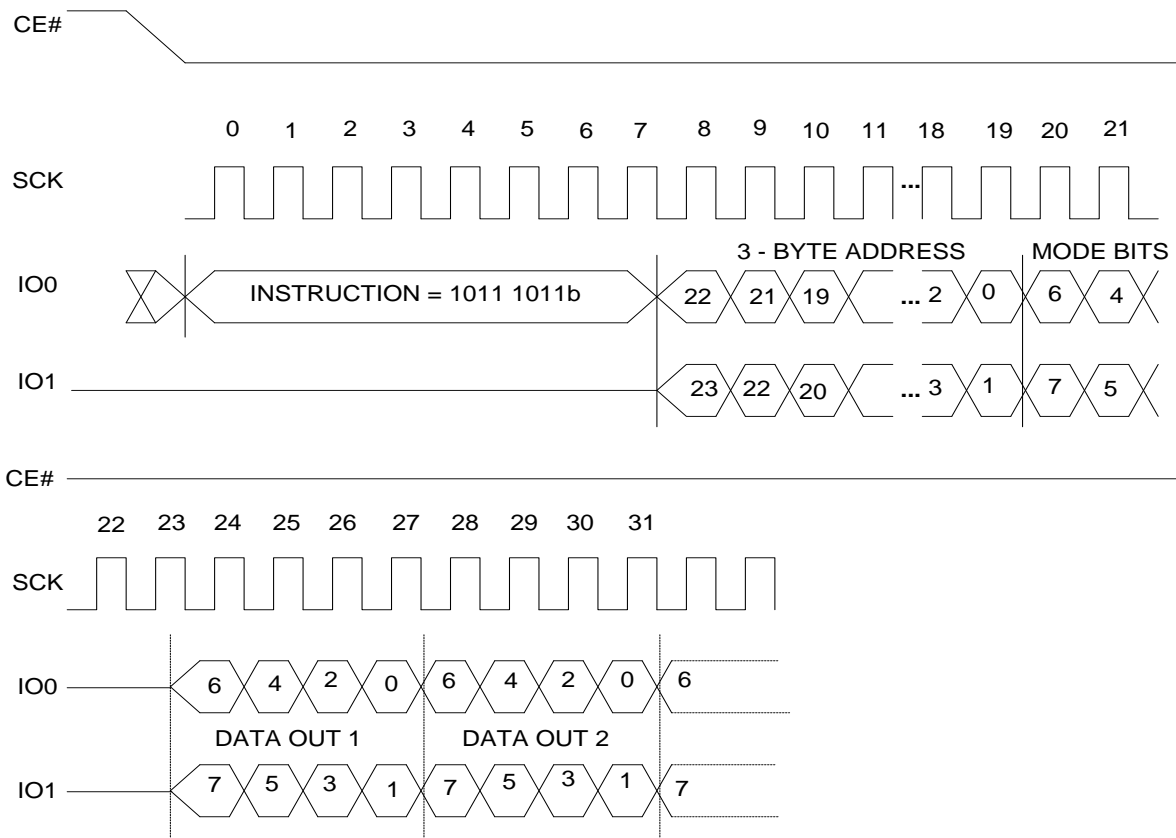 CE#
0 1 2 3 4 5 6 7 8 9 10 11 18 19 20 21
SCK ...
3 - BYTE ADDRESS MODE BITS
IO0 INSTRUCTION = 1011 1011b 22 21 19 ... 2 0 6 4
IO1 23 22 20 ... 3 1 7 5
CE#
22 23 24 25 26 27 28 29 30 31
SCK
IO0 6 4 2 0 6 4 2 0 6
DATA OUT 1 DATA OUT 2
IO1 7 5 3 1 7 5 3 1 7